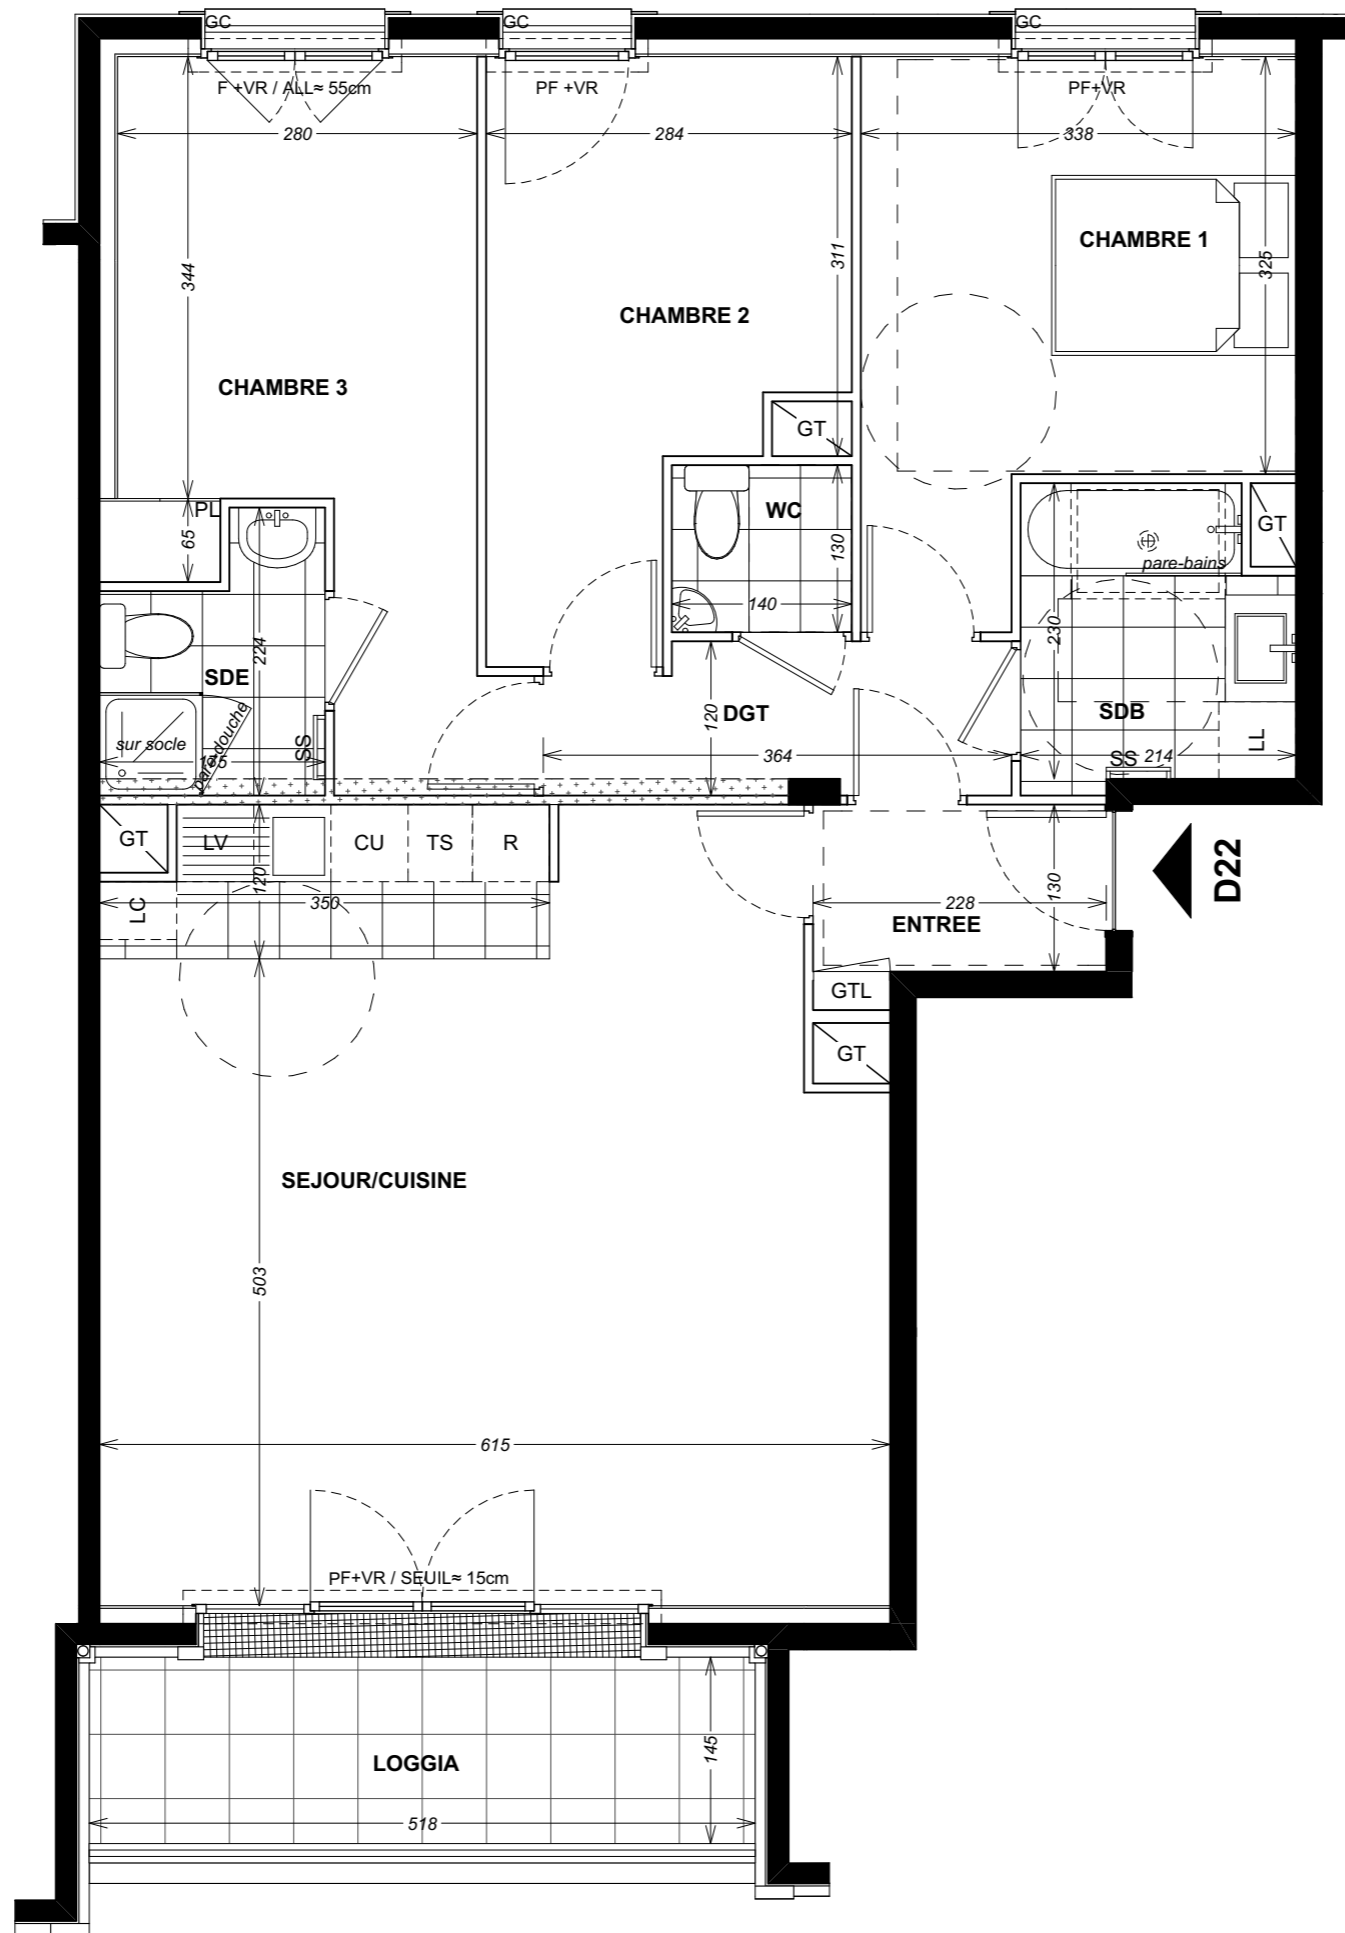 GC
GC
GC
F +VR / ALL≈ 55cm
PF +VR
PF+VR
280
284
338
CHAMBRE 1
344
311
325
CHAMBRE 2
CHAMBRE 3
GT
PL
WC
GT
65
130
pare-bains
140
224
230
SDE
120
DGT
SDB
sur socle
pare-douche
SS
364
SS
214
LL
GT
LV
CU
TS
R
120
130
D22
LC
350
228
ENTREE
GTL
GT
SEJOUR/CUISINE
503
615
PF+VR / SEUIL≈ 15cm
145
LOGGIA
518